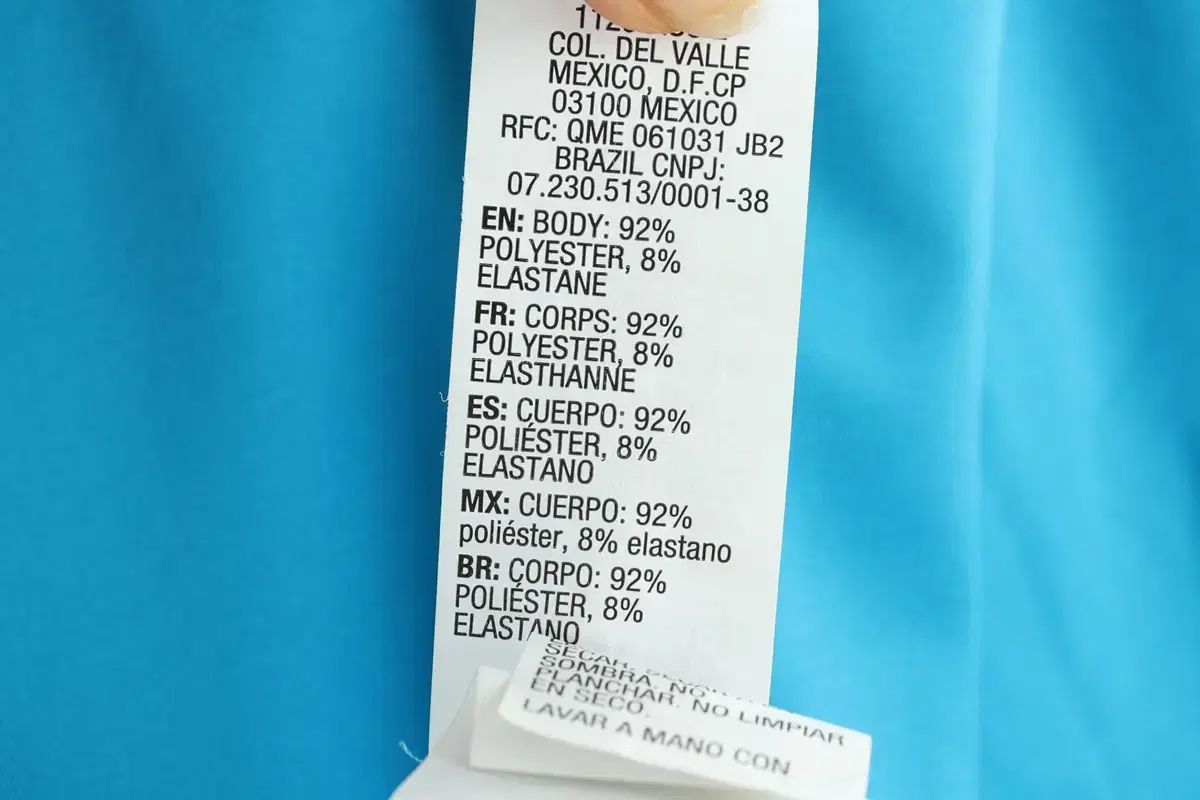 COL. DEL VALLE
MEXICO, D.F.CP
03100 MEXICO
RFC: QME 061031 JB2
BRAZIL CNPJ:
07.230.513/0001-38
EN: BODY: 92%
POLYESTER, 8%
ELASTANE
FR: CORPS: 92%
POLYESTER, 8%
ELASTHANNE
ES: CUERPO: 92%
POLIÉSTER, 8%
ELASTANO
MX: CUERPO: 92%
poliéster, 8% elastano
BR: CORPO: 92%
POLIÉSTER, 8%
ELASTANO
SECAR.
SOMBRA. NO
PLANCHAR. NO LIMPIAR
EN SECO.
LAVAR A MANO CON